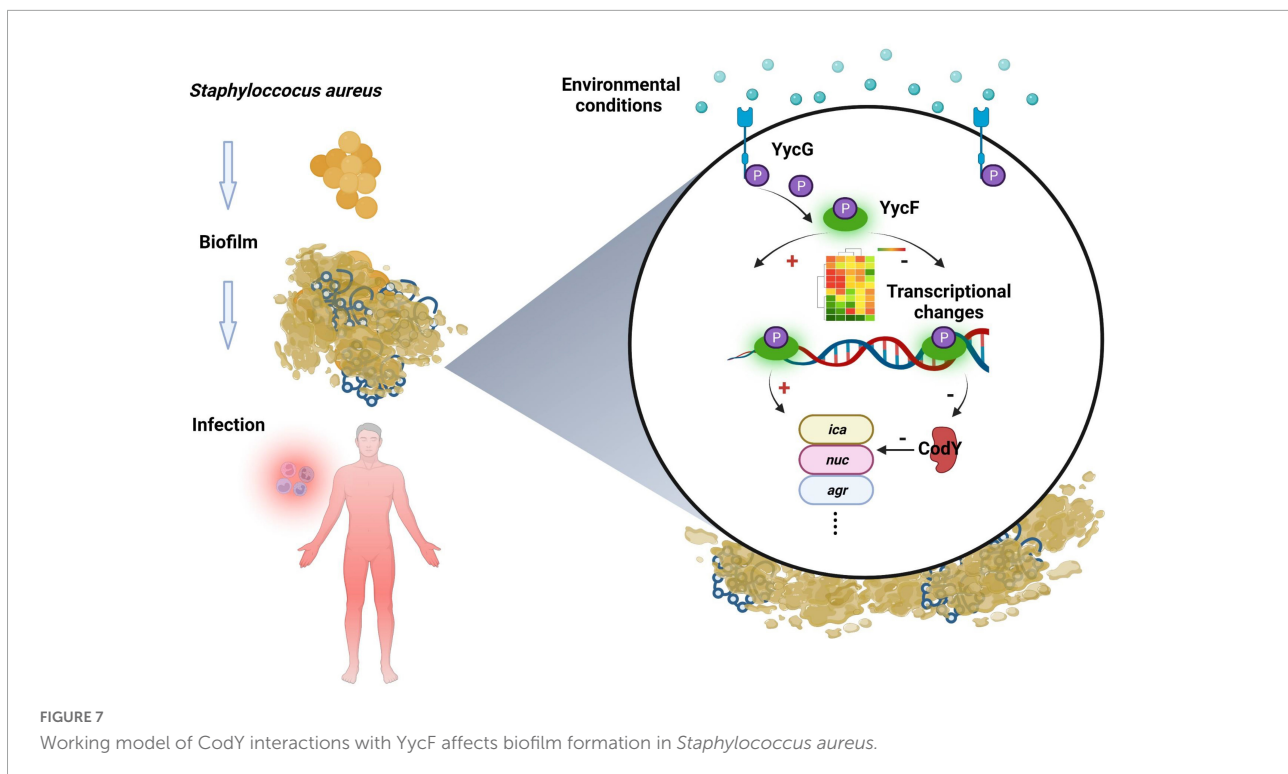 Staphyloccocus aureus
Biofilm
Infection
Environmental
conditions
YycG
P
P
P
P
YycF
+
-
Transcriptional
changes
P
P
+
-
ica
nuc
agr
-
CodY
FIGURE 7
Working model of CodY interactions with YycF affects biofilm formation in Staphylococcus aureus.